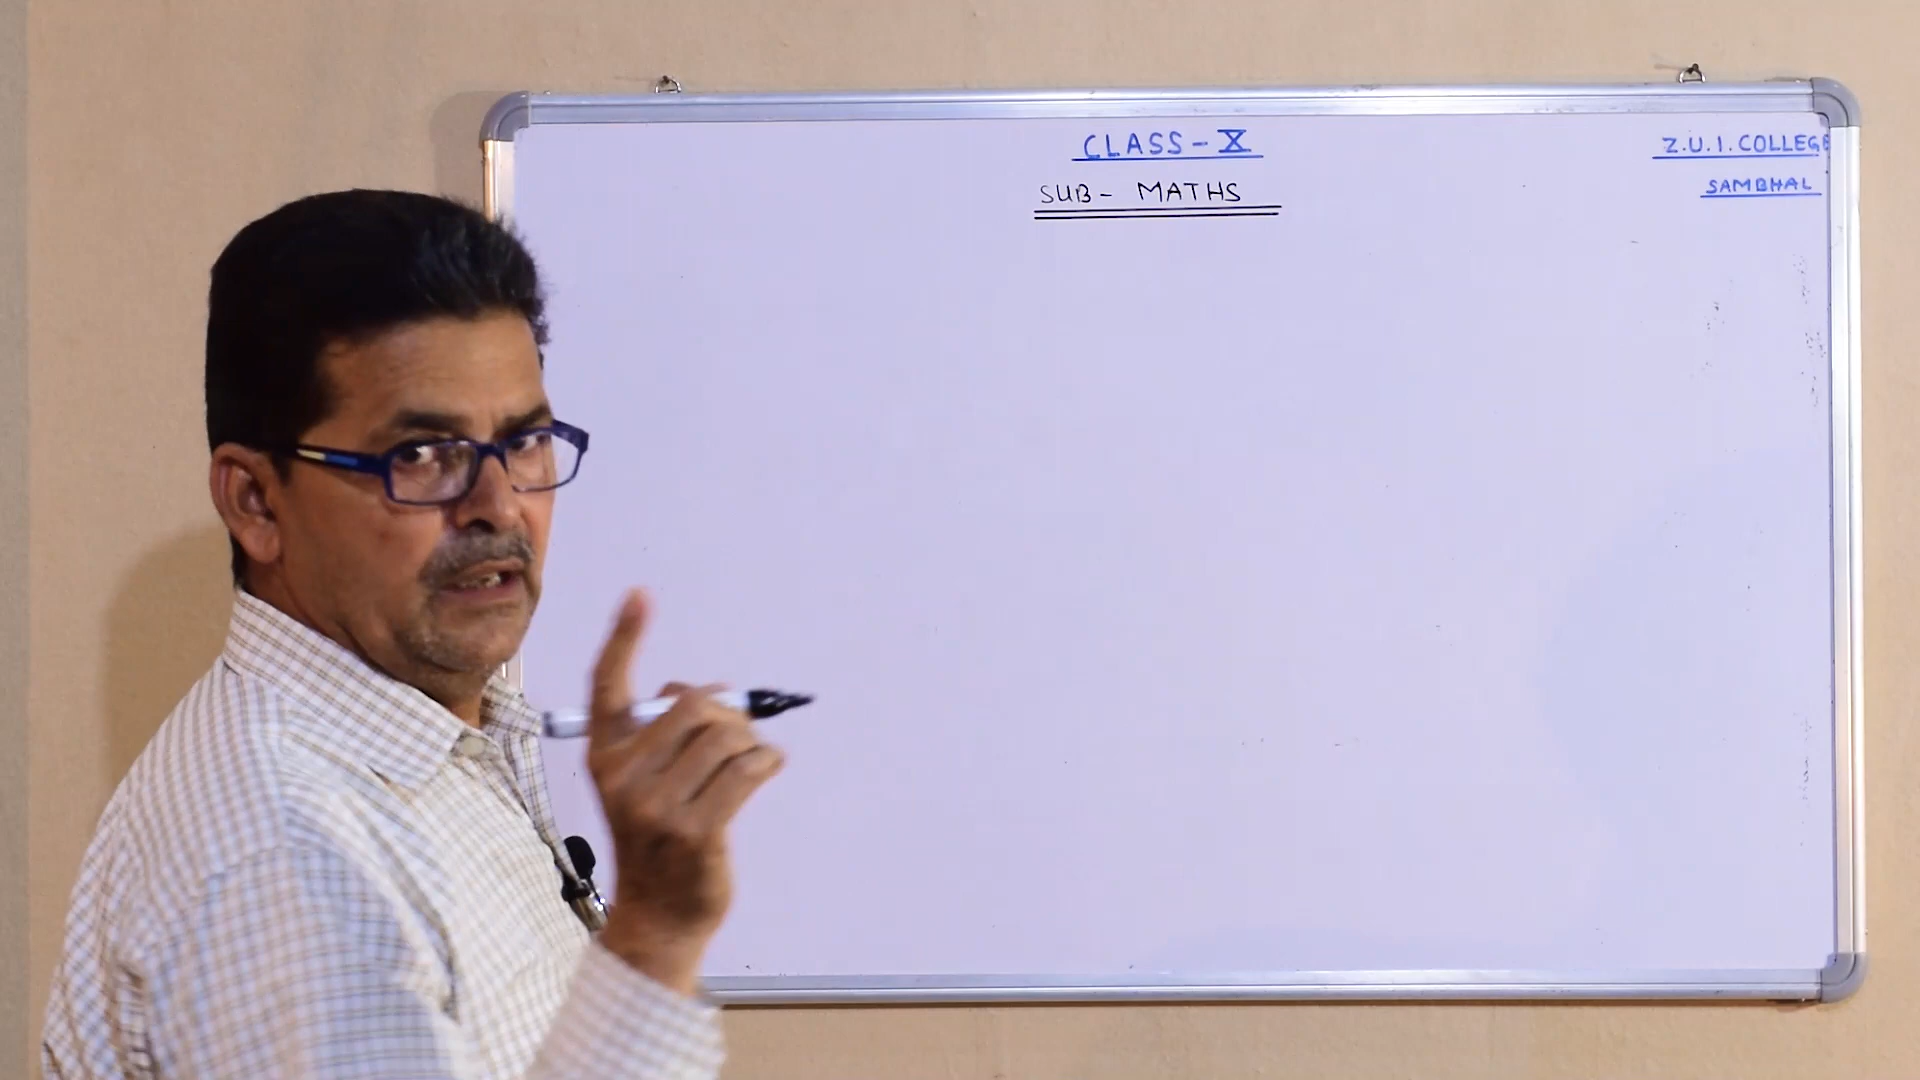 CLASS - X
Z.U.I. COLLEGE
SUB - MATHS
SAMBHAL